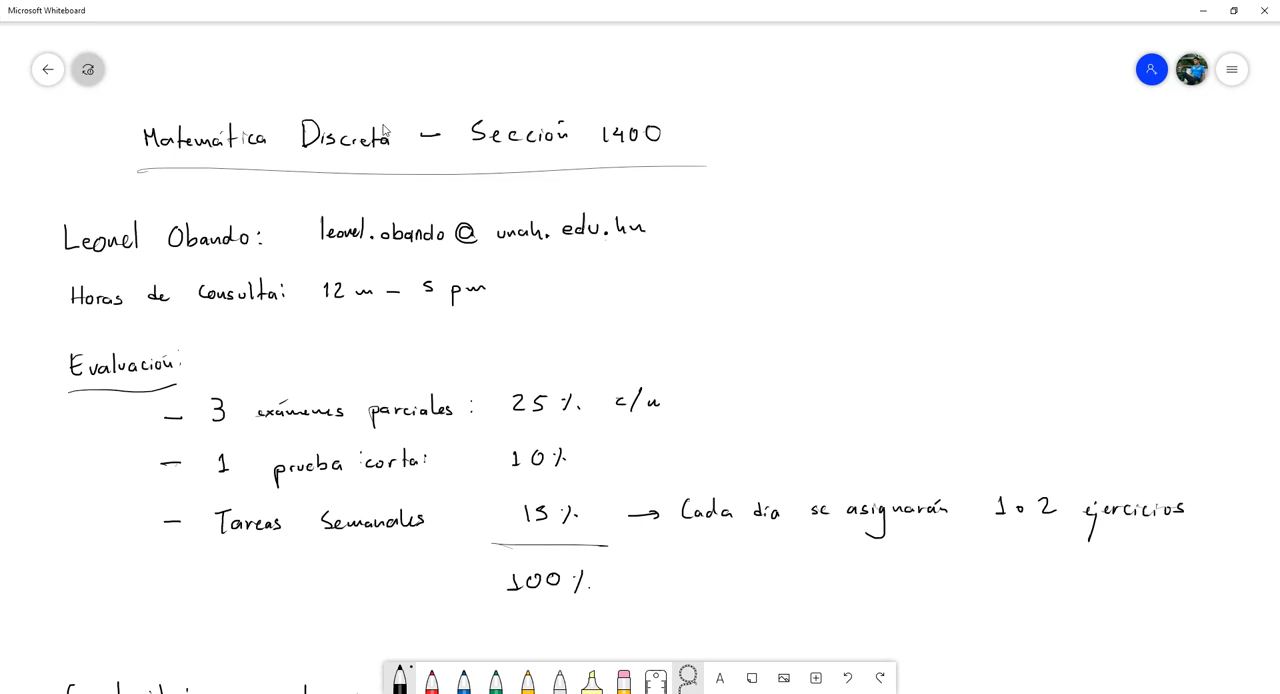 Microsoft Whiteboard
Matemática Discreta - Sección 1400
Leonel Obando: leonel.obando@unah.edu.hn
Horas de Consulta: 12 m - 5 pm
Evaluación:
- 3 exámenes parciales: 25% c/u
- 1 prueba corta: 10%
- Tareas Semanales 15% → Cada día se asignarán 1 o 2 ejercicios
100%